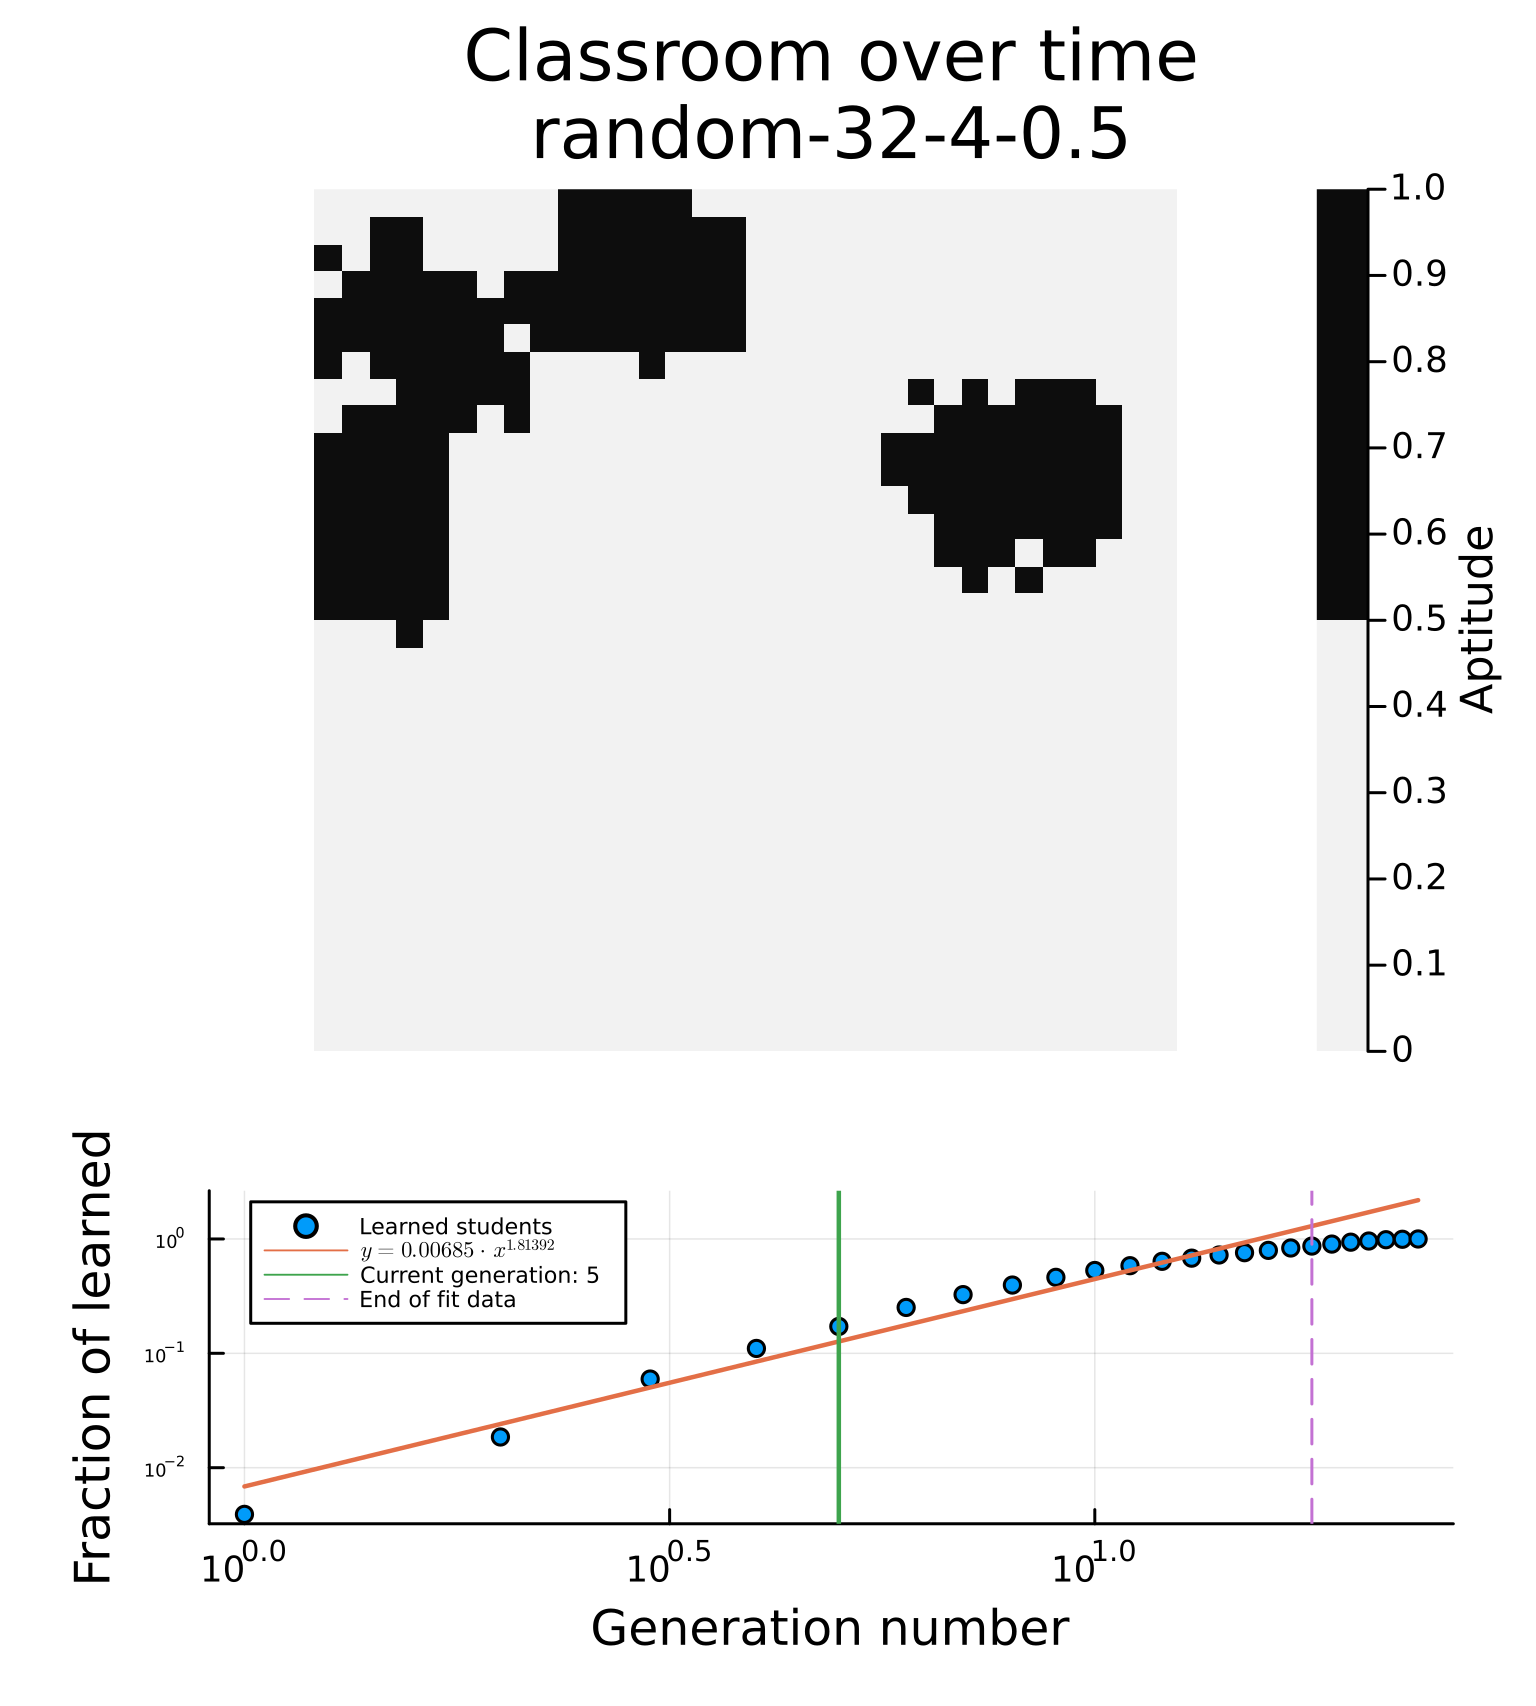 Classroom over time
random-32-4-0.5
1.0
0.9
0.8
0.7
0.6
0.5
0.4
0.3
0.2
0.1
0
Aptitude
Fraction of learned
10⁰
10⁻¹
10⁻²
Learned students
y = 0.00685 · x^1.81392
Current generation: 5
End of fit data
10^0.0
10^0.5
10^1.0
Generation number